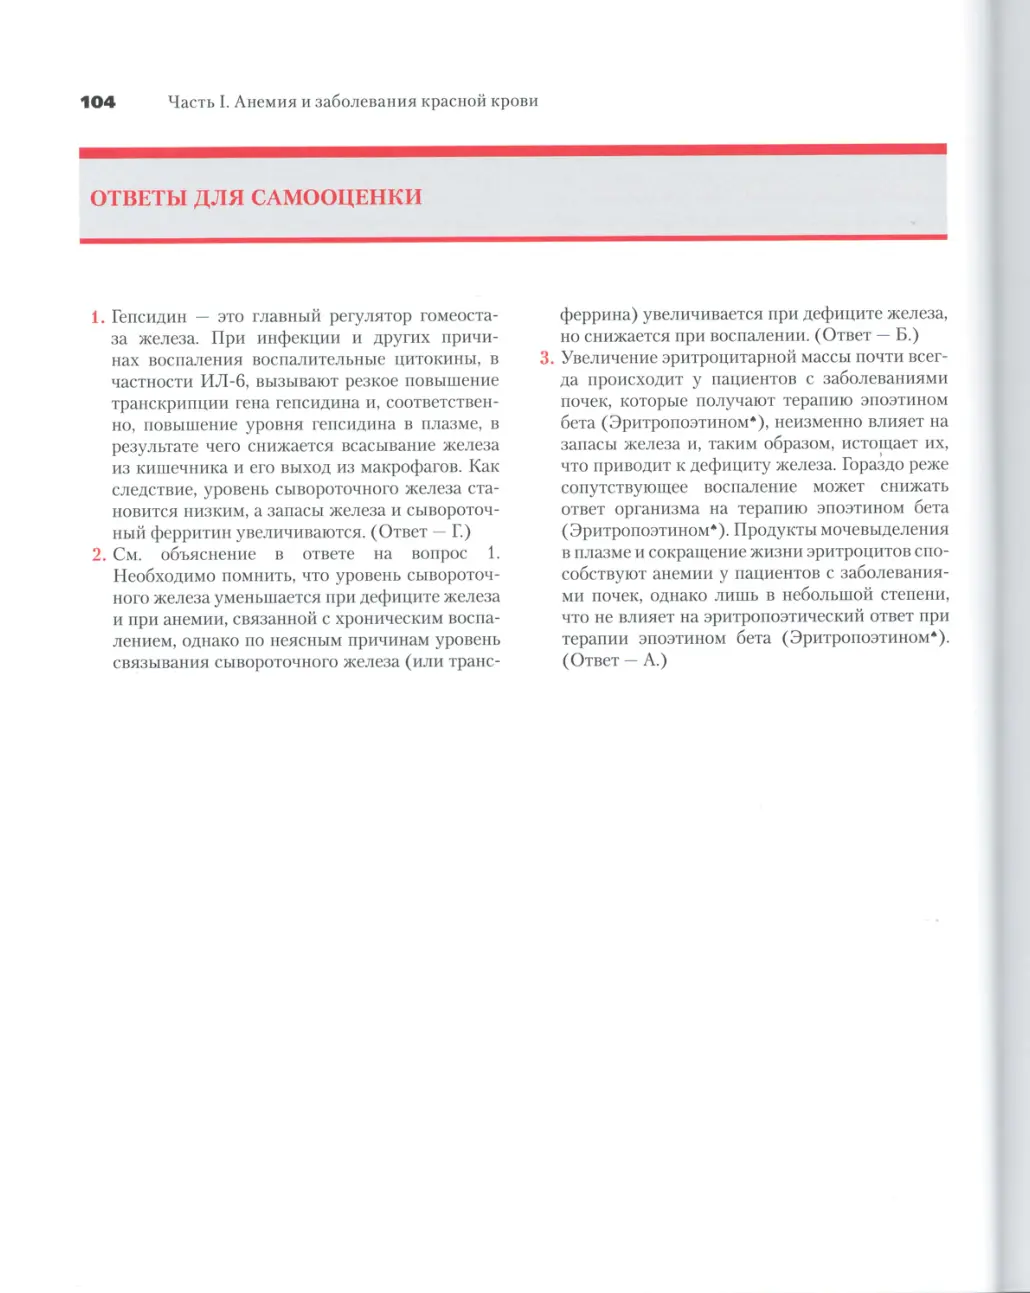 104 Часть I. Анемия и заболевания красной крови
ОТВЕТЫ ДЛЯ САМООЦЕНКИ
1. Гепсидин — это главный регулятор гомеоста-
за железа. При инфекции и других причи-
нах воспаления воспалительные цитокины, в
частности ИЛ-6, вызывают резкое повышение
транскрипции гена гепсидина и, соответствен-
но, повышение уровня гепсидина в плазме, в
результате чего снижается всасывание железа
из кишечника и его выход из макрофагов. Как
следствие, уровень сывороточного железа ста-
новится низким, а запасы железа и сывороточ-
ный ферритин увеличиваются. (Ответ — Г.)
2. См. объяснение в ответе на вопрос 1.
Необходимо помнить, что уровень сывороточ-
ного железа уменьшается при дефиците железа
и при анемии, связанной с хроническим воспа-
лением, однако по неясным причинам уровень
связывания сывороточного железа (или транс-
феррина) увеличивается при дефиците железа,
но снижается при воспалении. (Ответ — Б.)
3. Увеличение эритроцитарной массы почти всег-
да происходит у пациентов с заболеваниями
почек, которые получают терапию эпоэтином
бета (Эритропоэтином♠), неизменно влияет на
запасы железа и, таким образом, истощает их,
что приводит к дефициту железа. Гораздо реже
сопутствующее воспаление может снижать
ответ организма на терапию эпоэтином бета
(Эритропоэтином♠). Продукты мочевыделения
в плазме и сокращение жизни эритроцитов спо-
собствуют анемии у пациентов с заболевания-
ми почек, однако лишь в небольшой степени,
что не влияет на эритропоэтический ответ при
терапии эпоэтином бета (Эритропоэтином♠).
(Ответ — А.)